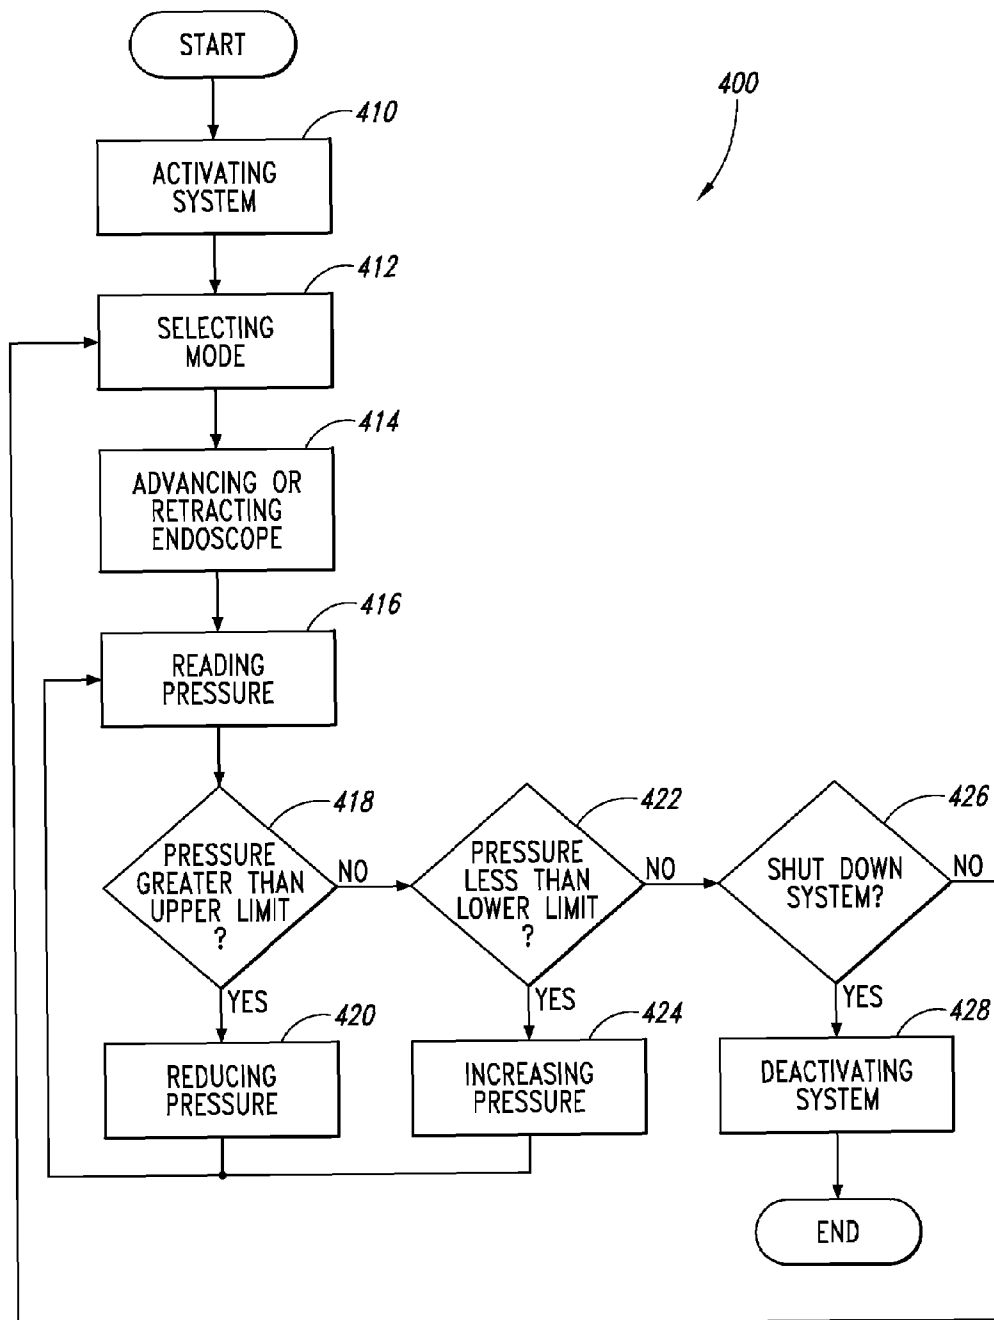 START
400
410
ACTIVATING
SYSTEM
412
SELECTING
MODE
414
ADVANCING OR
RETRACTING
ENDOSCOPE
416
READING
PRESSURE
418
PRESSURE
GREATER THAN
UPPER LIMIT
?
NO
YES
422
PRESSURE
LESS THAN
LOWER LIMIT
?
NO
YES
426
SHUT DOWN
SYSTEM?
NO
YES
420
REDUCING
PRESSURE
424
INCREASING
PRESSURE
428
DEACTIVATING
SYSTEM
END